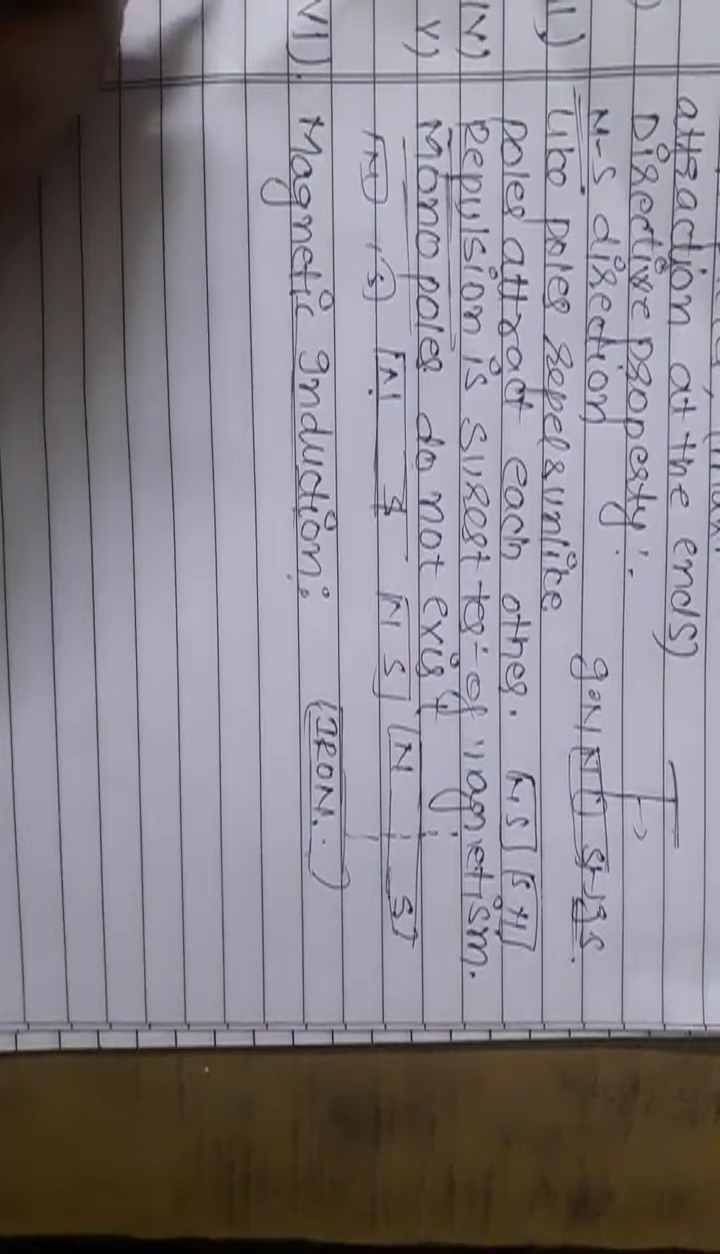 attraction at the ends)
Directive property:-
N-S direction
Like poles repel & unlike
poles attract each other. N S S N
IV) Repulsion is surest test of magnetism.
V) Monopoles do not exist
N S N S N S N S
VI). Magnetic Induction: (IRON..)